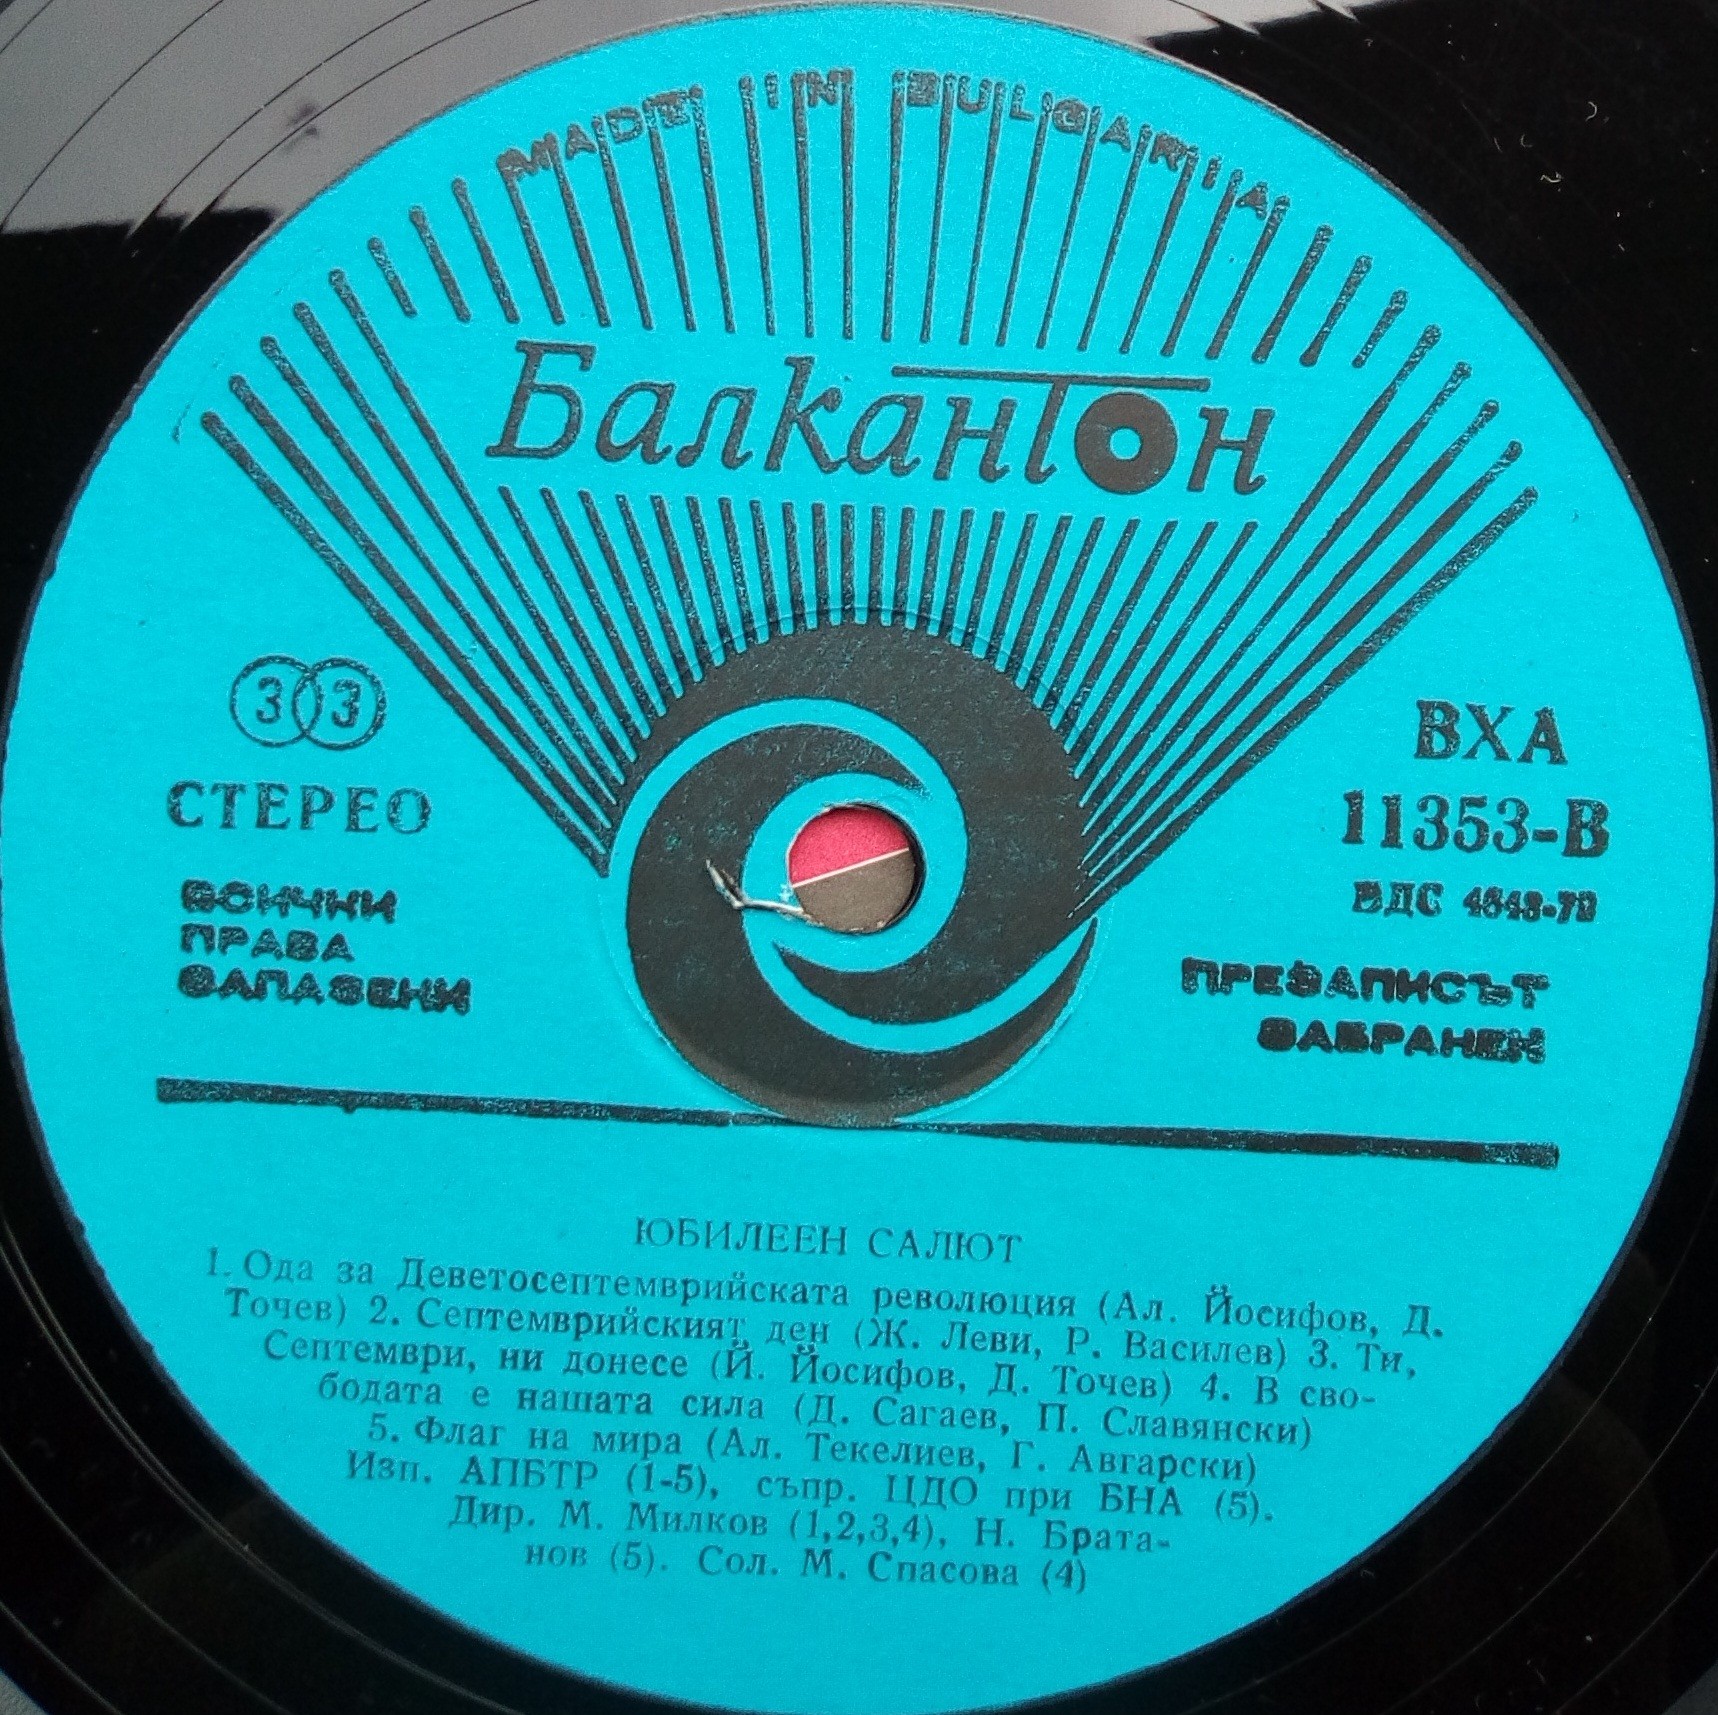 MADE IN BULGARIA
БалканТон
33
СТЕРЕО
ВСИЧКИ
ПРАВА
ЗАПАЗЕНИ
ВХА
11353-В
БДС
ПРЕЗАПИСЪТ
ЗАБРАНЕН
ЮБИЛЕЕН САЛЮТ
1. Ода за Деветосептемврийската революция (Ал. Йосифов, Д.
Точев) 2. Септемврийският ден (Ж. Леви, Р. Василев) 3. Ти,
Септември, ни донесе (Й. Йосифов, Д. Точев) 4. В сво-
бодата е нашата сила (Д. Сагаев, П. Славянски)
5. Флаг на мира (Ал. Текелиев, Г. Авгарски)
Изп. АПБТР (1-5), съпр. ЦДО при БНА (5).
Дир. М. Милков (1,2,3,4), Н. Брата-
нов (5). Сол. М. Спасова (4)